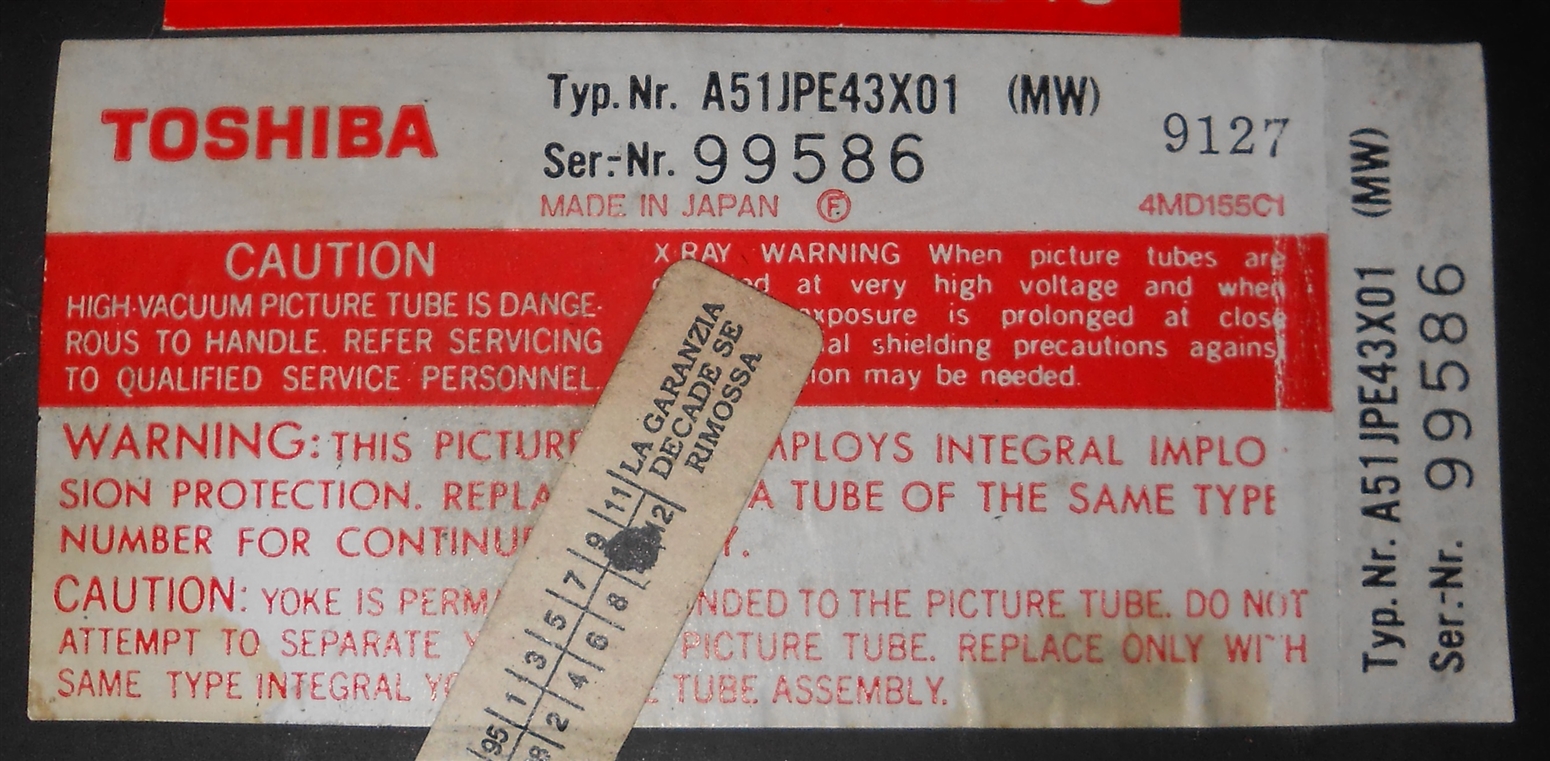 TOSHIBA
Typ. Nr. A51JPE43X01 (MW)
Ser.-Nr. 99586
9127
MADE IN JAPAN Ⓕ
4MD155C1
CAUTION
HIGH-VACUUM PICTURE TUBE IS DANGE-
ROUS TO HANDLE. REFER SERVICING
TO QUALIFIED SERVICE PERSONNEL.
X-RAY WARNING When picture tubes are
at very high voltage and when
exposure is prolonged at close
shielding precautions against
may be needed.
WARNING: THIS PICTURE INTEGRAL IMPLO
SION PROTECTION. A TUBE OF THE SAME TYPE
NUMBER FOR
CAUTION: YOKE IS TO THE PICTURE TUBE. DO NOT
ATTEMPT TO SEPARATE PICTURE TUBE. REPLACE ONLY WITH
SAME TYPE INTEGRAL TUBE ASSEMBLY.
LA GARANZIA
DECADE SE
RIMOSSA
95 1 3 5 7 9 11
2 4 6 8 12
Typ. Nr. A51JPE43X01 (MW)
Ser.-Nr. 99586